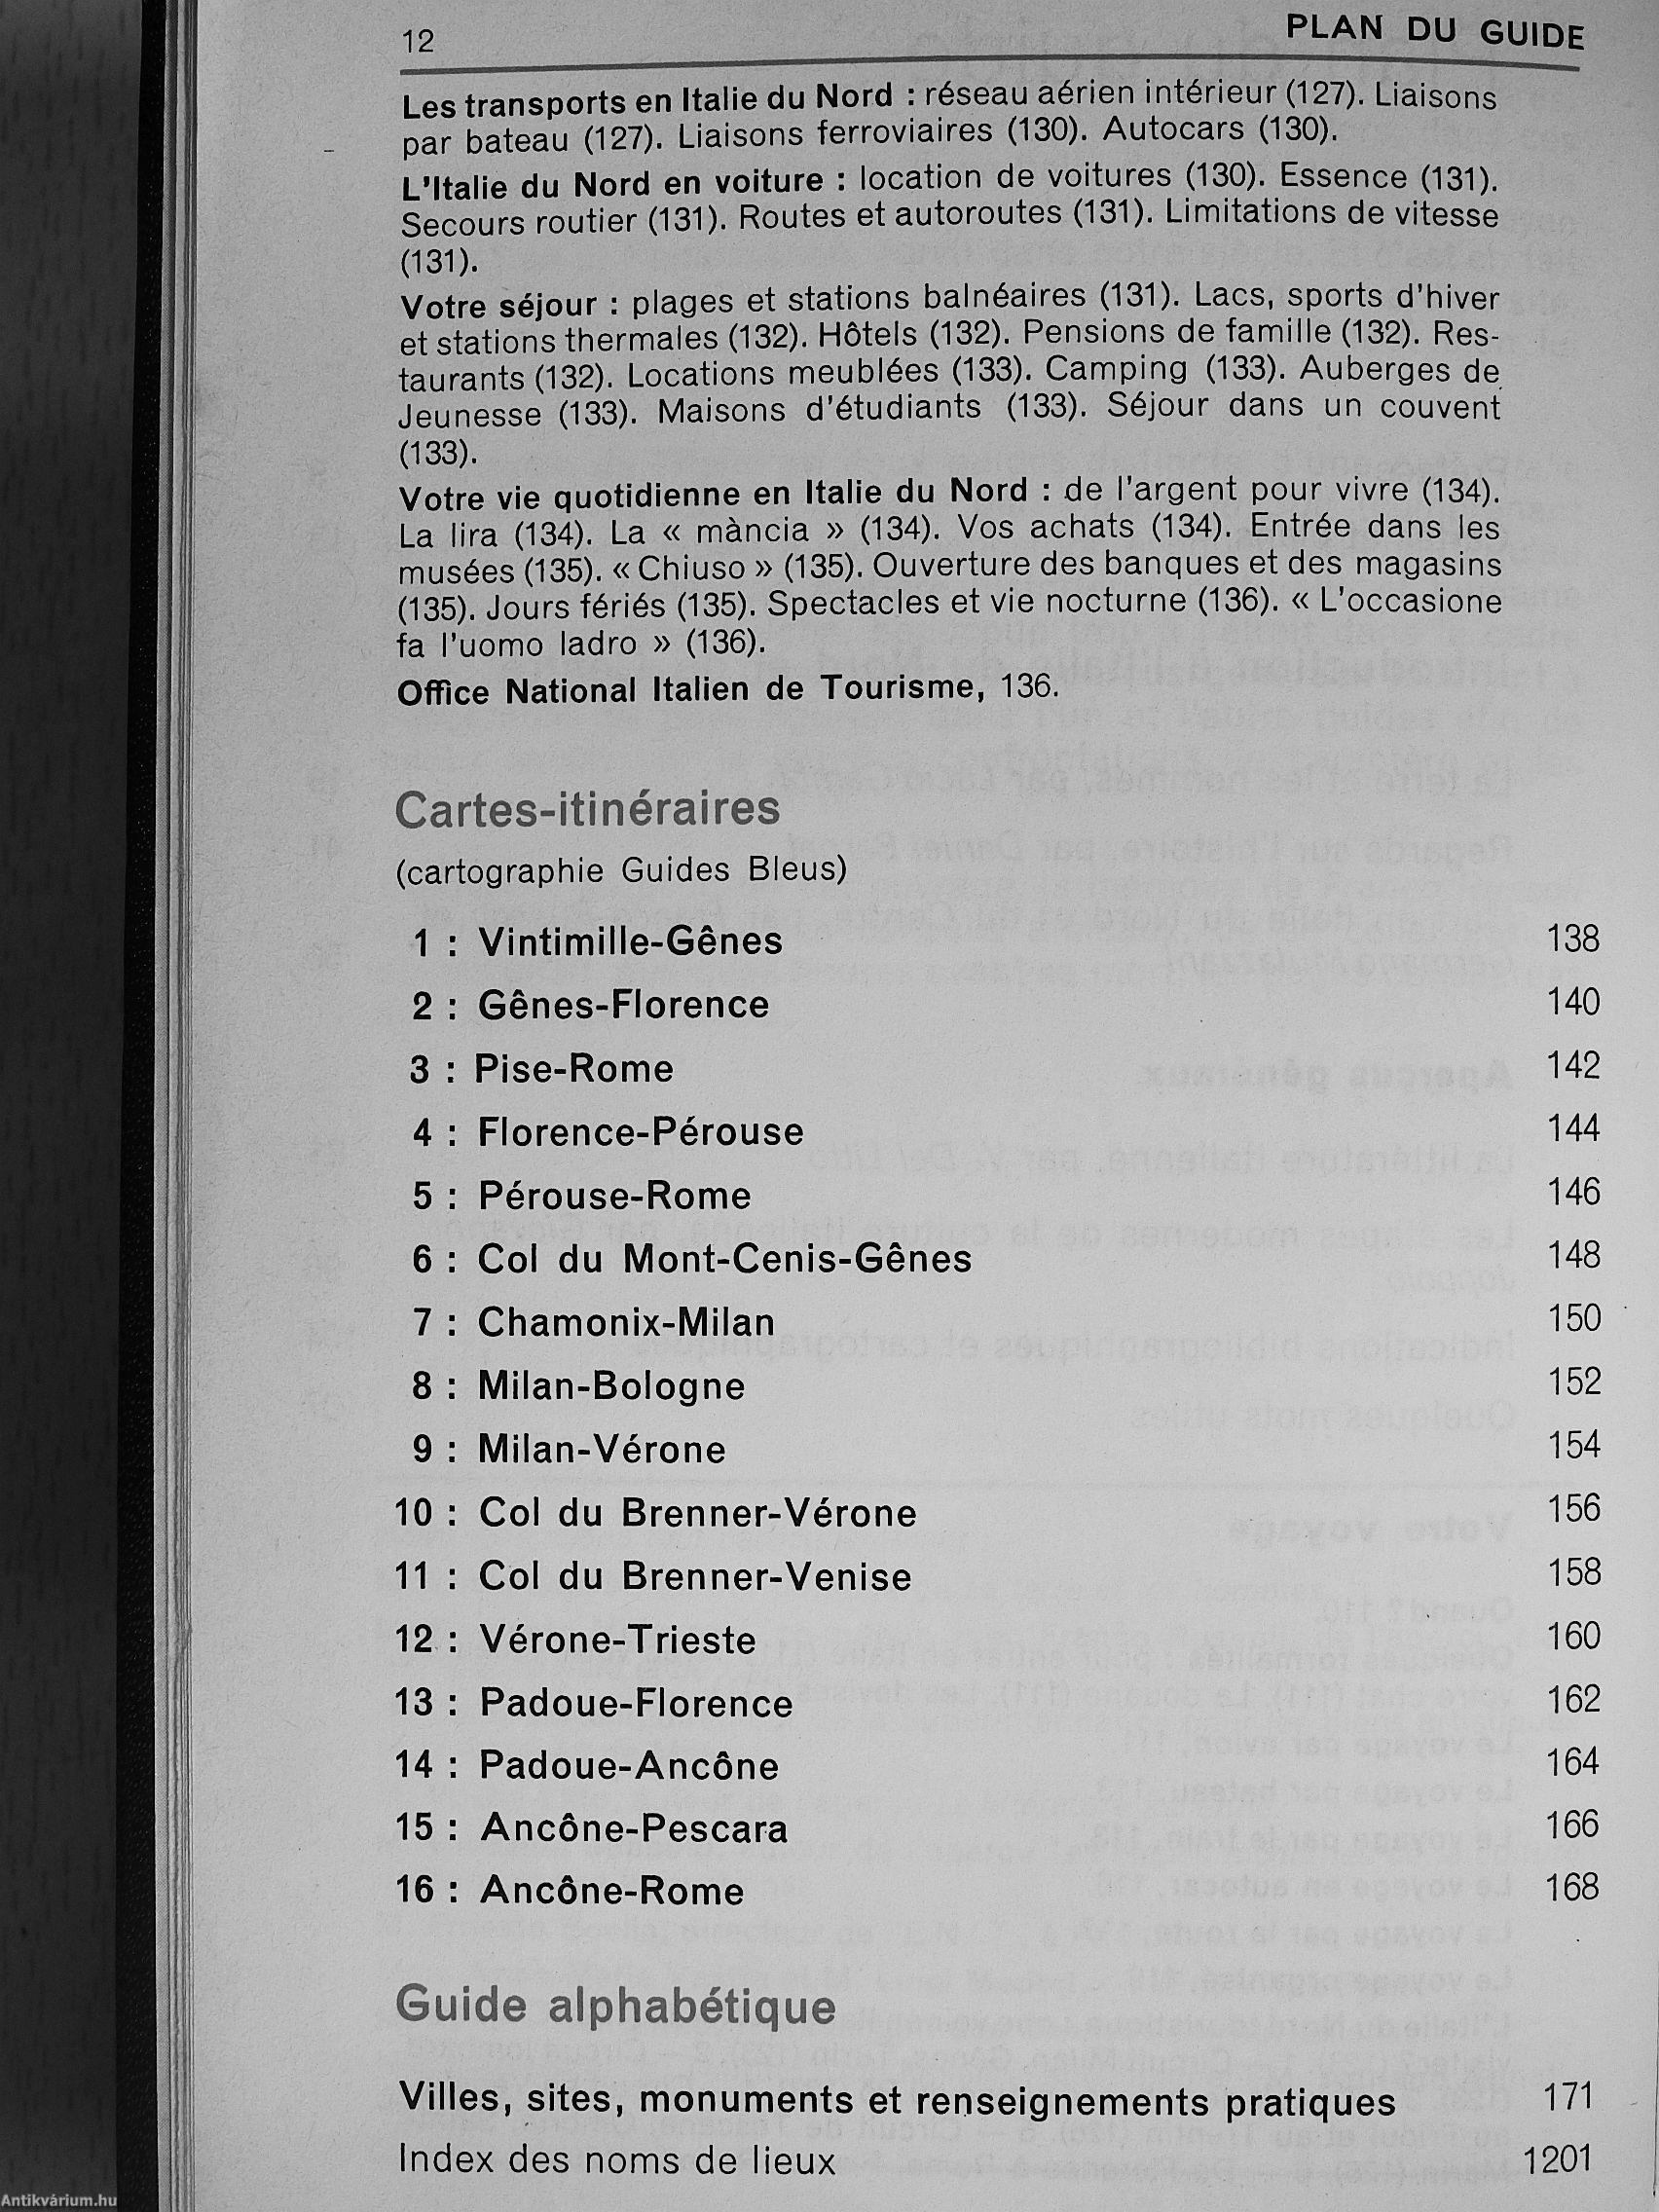 12 PLAN DU GUIDE
Les transports en Italie du Nord : réseau aérien intérieur (127). Liaisons
par bateau (127). Liaisons ferroviaires (130). Autocars (130).
L'Italie du Nord en voiture : location de voitures (130). Essence (131).
Secours routier (131). Routes et autoroutes (131). Limitations de vitesse
(131).
Votre séjour : plages et stations balnéaires (131). Lacs, sports d'hiver
et stations thermales (132). Hôtels (132). Pensions de famille (132). Res-
taurants (132). Locations meublées (133). Camping (133). Auberges de
Jeunesse (133). Maisons d'étudiants (133). Séjour dans un couvent
(133).
Votre vie quotidienne en Italie du Nord : de l'argent pour vivre (134).
La lira (134). La « mància » (134). Vos achats (134). Entrée dans les
musées (135). « Chiuso » (135). Ouverture des banques et des magasins
(135). Jours fériés (135). Spectacles et vie nocturne (136). « L'occasione
fa l'uomo ladro » (136).
Office National Italien de Tourisme, 136.
Cartes-itinéraires
(cartographie Guides Bleus)
1 : Vintimille-Gênes 138
2 : Gênes-Florence 140
3 : Pise-Rome 142
4 : Florence-Pérouse 144
5 : Pérouse-Rome 146
6 : Col du Mont-Cenis-Gênes 148
7 : Chamonix-Milan 150
8 : Milan-Bologne 152
9 : Milan-Vérone 154
10 : Col du Brenner-Vérone 156
11 : Col du Brenner-Venise 158
12 : Vérone-Trieste 160
13 : Padoue-Florence 162
14 : Padoue-Ancône 164
15 : Ancône-Pescara 166
16 : Ancône-Rome 168
Guide alphabétique
Villes, sites, monuments et renseignements pratiques 171
Index des noms de lieux 1201
Antikvárium.hu